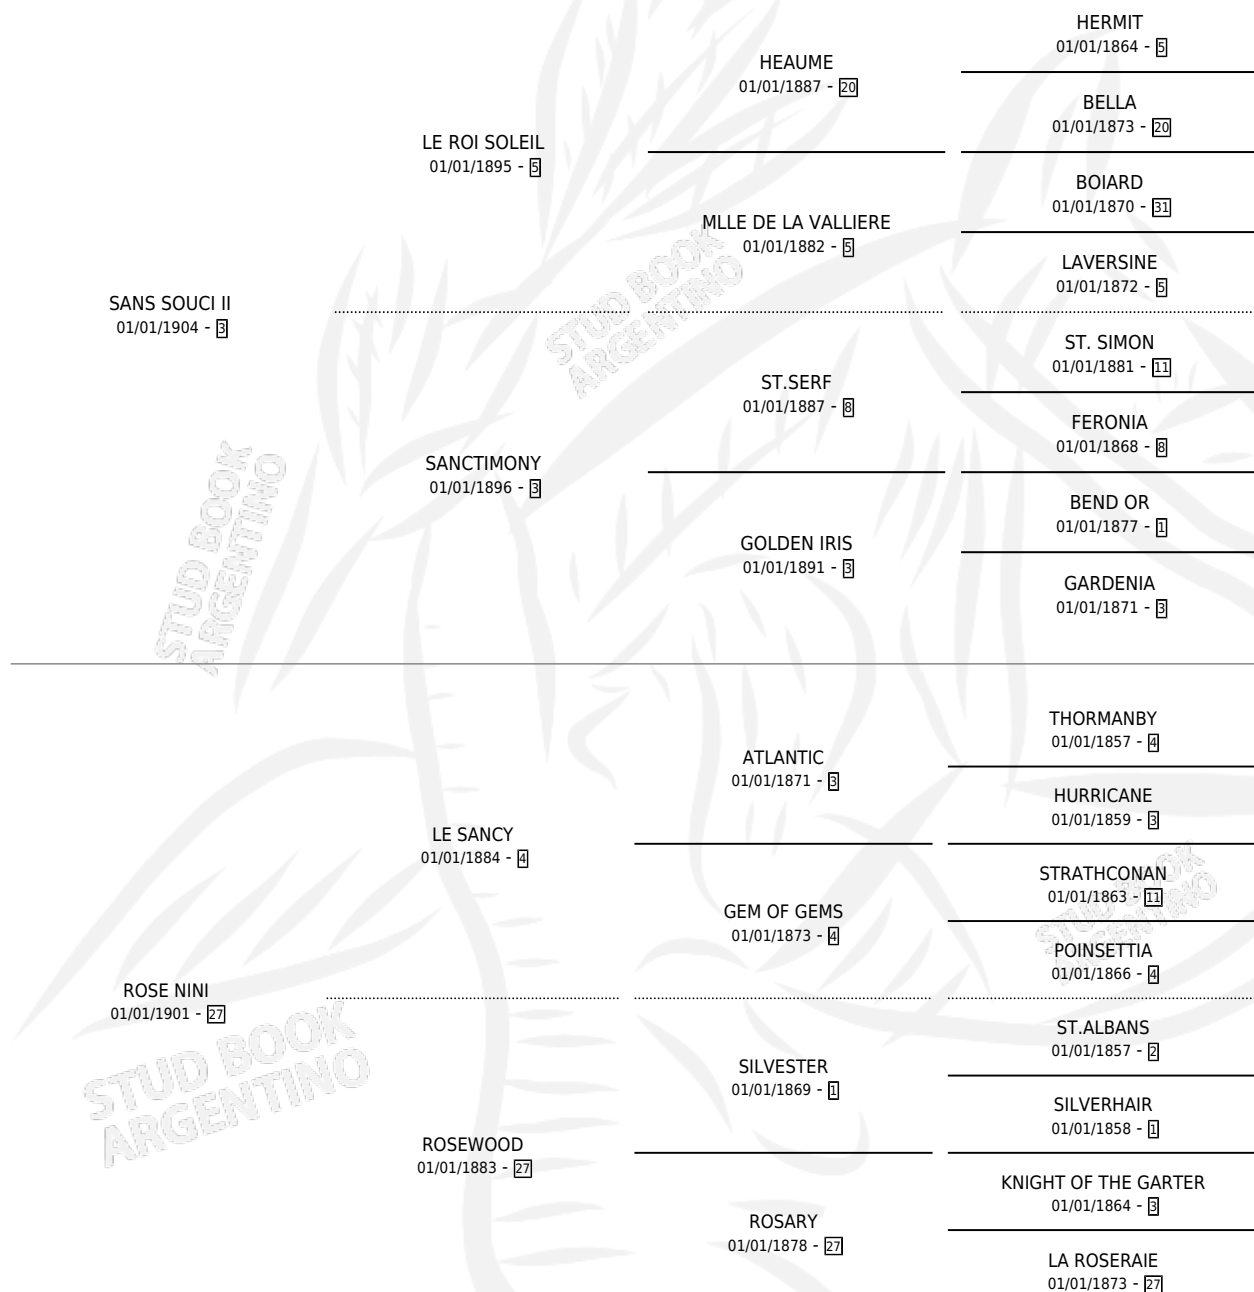 HERMIT
01/01/1864 - 5
HEAUME
01/01/1887 - 20
BELLA
01/01/1873 - 20
LE ROI SOLEIL
01/01/1895 - 5
BOIARD
01/01/1870 - 31
MLLE DE LA VALLIERE
01/01/1882 - 5
LAVERSINE
01/01/1872 - 5
SANS SOUCI II
01/01/1904 - 3
ST. SIMON
01/01/1881 - 11
ST.SERF
01/01/1887 - 8
FERONIA
01/01/1868 - 8
SANCTIMONY
01/01/1896 - 3
BEND OR
01/01/1877 - 1
GOLDEN IRIS
01/01/1891 - 3
GARDENIA
01/01/1871 - 3
THORMANBY
01/01/1857 - 4
ATLANTIC
01/01/1871 - 3
HURRICANE
01/01/1859 - 3
LE SANCY
01/01/1884 - 4
STRATHCONAN
01/01/1863 - 11
GEM OF GEMS
01/01/1873 - 4
POINSETTIA
01/01/1866 - 4
ROSE NINI
01/01/1901 - 27
ST.ALBANS
01/01/1857 - 2
SILVESTER
01/01/1869 - 1
SILVERHAIR
01/01/1858 - 1
ROSEWOOD
01/01/1883 - 27
KNIGHT OF THE GARTER
01/01/1864 - 3
ROSARY
01/01/1878 - 27
LA ROSERAIE
01/01/1873 - 27
STUD BOOK
ARGENTINO
STUD BOOK
ARGENTINO
STUD BOOK
ARGENTINO
STUD BOOK
ARGENTINO